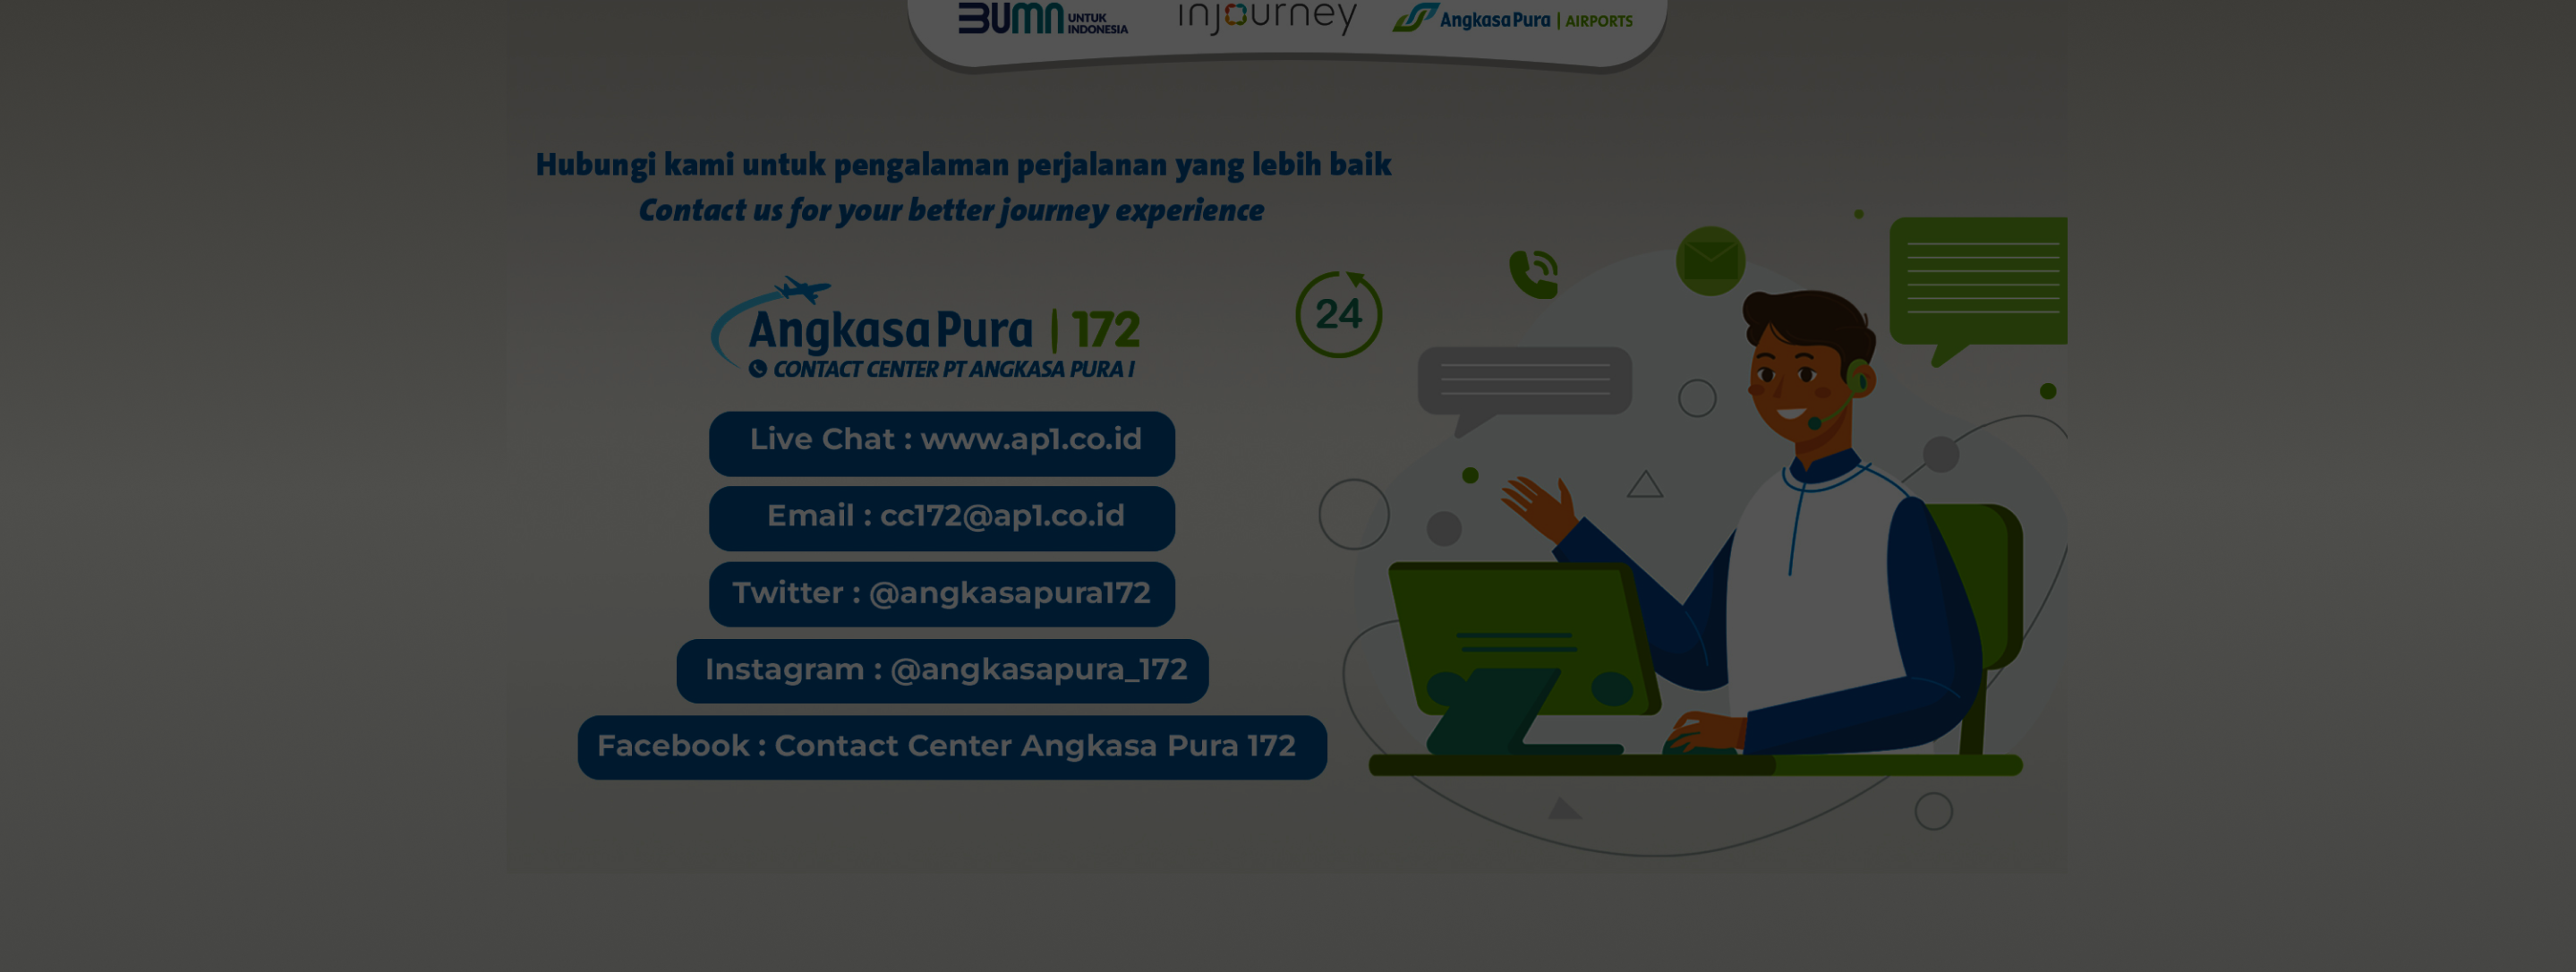 BUMN UNTUK INDONESIA
injourney
AngkasaPura | AIRPORTS
Hubungi kami untuk pengalaman perjalanan yang lebih baik
Contact us for your better journey experience
AngkasaPura | 172
CONTACT CENTER PT ANGKASA PURA I
24
Live Chat : www.ap1.co.id
Email : cc172@ap1.co.id
Twitter : @angkasapura172
Instagram : @angkasapura_172
Facebook : Contact Center Angkasa Pura 172